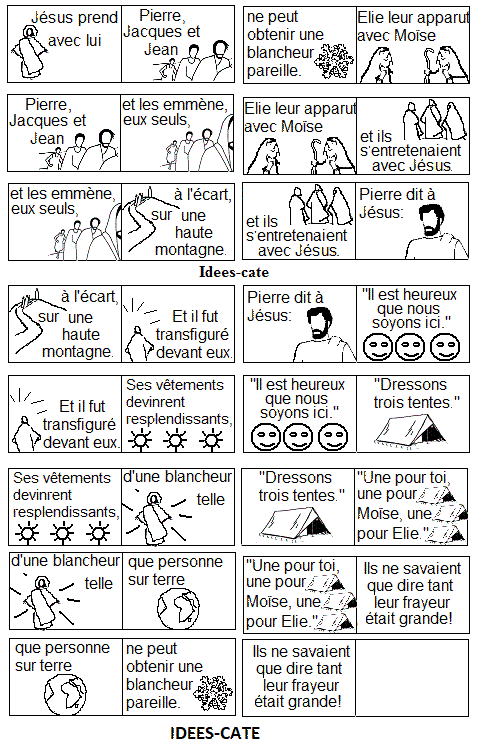 Jésus prend
avec lui
Pierre,
Jacques et
Jean
ne peut
obtenir une
blancheur
pareille.
Elie leur apparut
avec Moïse
Pierre,
Jacques et
Jean
et les emmène,
eux seuls,
Elie leur apparut
avec Moïse
et ils
s'entretenaient
avec Jésus.
et les emmène,
eux seuls,
à l'écart,
sur une
haute
montagne.
et ils
s'entretenaient
avec Jésus.
Pierre dit à
Jésus:
Idees-cate
à l'écart,
sur une
haute
montagne.
Et il fut
transfiguré
devant eux.
Pierre dit à
Jésus:
"Il est heureux
que nous
soyons ici."
Et il fut
transfiguré
devant eux.
Ses vêtements
devinrent
resplendissants,
"Il est heureux
que nous
soyons ici."
"Dressons
trois tentes."
Ses vêtements
devinrent
resplendissants,
d'une blancheur
telle
"Dressons
trois tentes."
"Une pour toi,
une pour
Moïse, une
pour Elie."
d'une blancheur
telle
que personne
sur terre
"Une pour toi,
une pour
Moïse, une
pour Elie."
Ils ne savaient
que dire tant
leur frayeur
était grande!
que personne
sur terre
ne peut
obtenir une
blancheur
pareille.
Ils ne savaient
que dire tant
leur frayeur
était grande!
IDEES-CATE